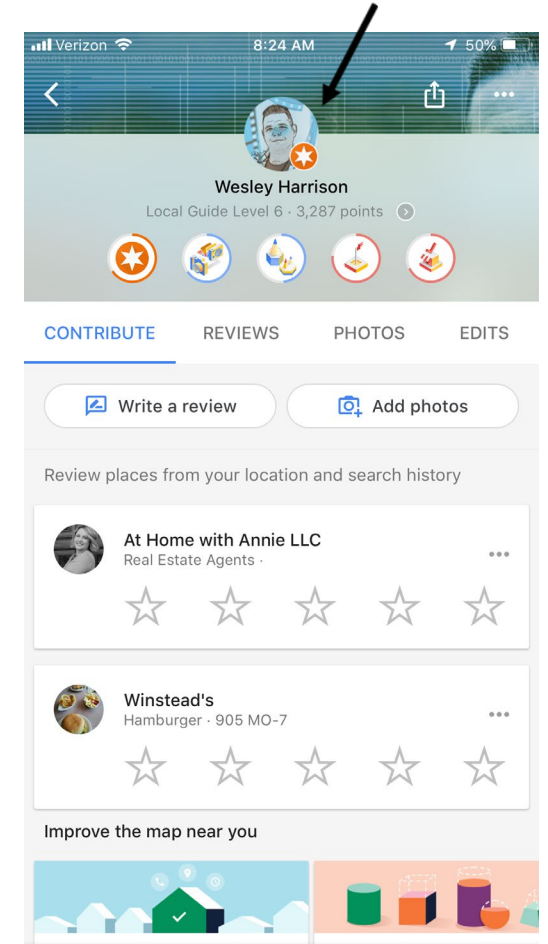 Verizon 8:24 AM 50%
Wesley Harrison
Local Guide Level 6 · 3,287 points
CONTRIBUTE REVIEWS PHOTOS EDITS
Write a review Add photos
Review places from your location and search history
At Home with Annie LLC
Real Estate Agents ·
Winstead's
Hamburger · 905 MO-7
Improve the map near you